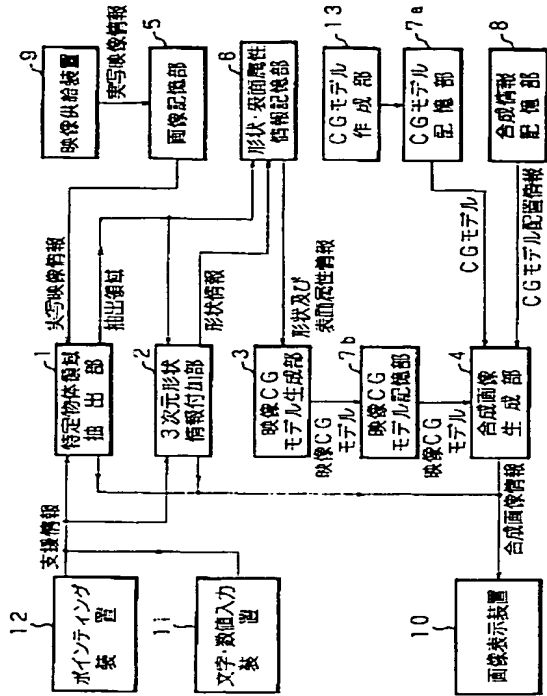 12
ポインティング
装 置
11
文字・数値入力
装 置
10
画像表示装置
支援情報
1
特定物体領域
抽 出 部
2
3次元形状
情報付加部
3
映像CG
モデル生成部
映像CG
モデル
7b
映像CG
モデル記憶部
映像CG
モデル
4
合成画像
生成部
合成画像情報
実写映像情報
抽出領域
形状情報
形状及び
表面属性情報
CGモデル
CGモデル配置情報
9
映像供給装置
実写映像情報
5
画像記憶部
6
形状・表面属性
情報記憶部
13
CGモデル
作成部
7a
CGモデル
記憶部
8
合成情報
記憶部